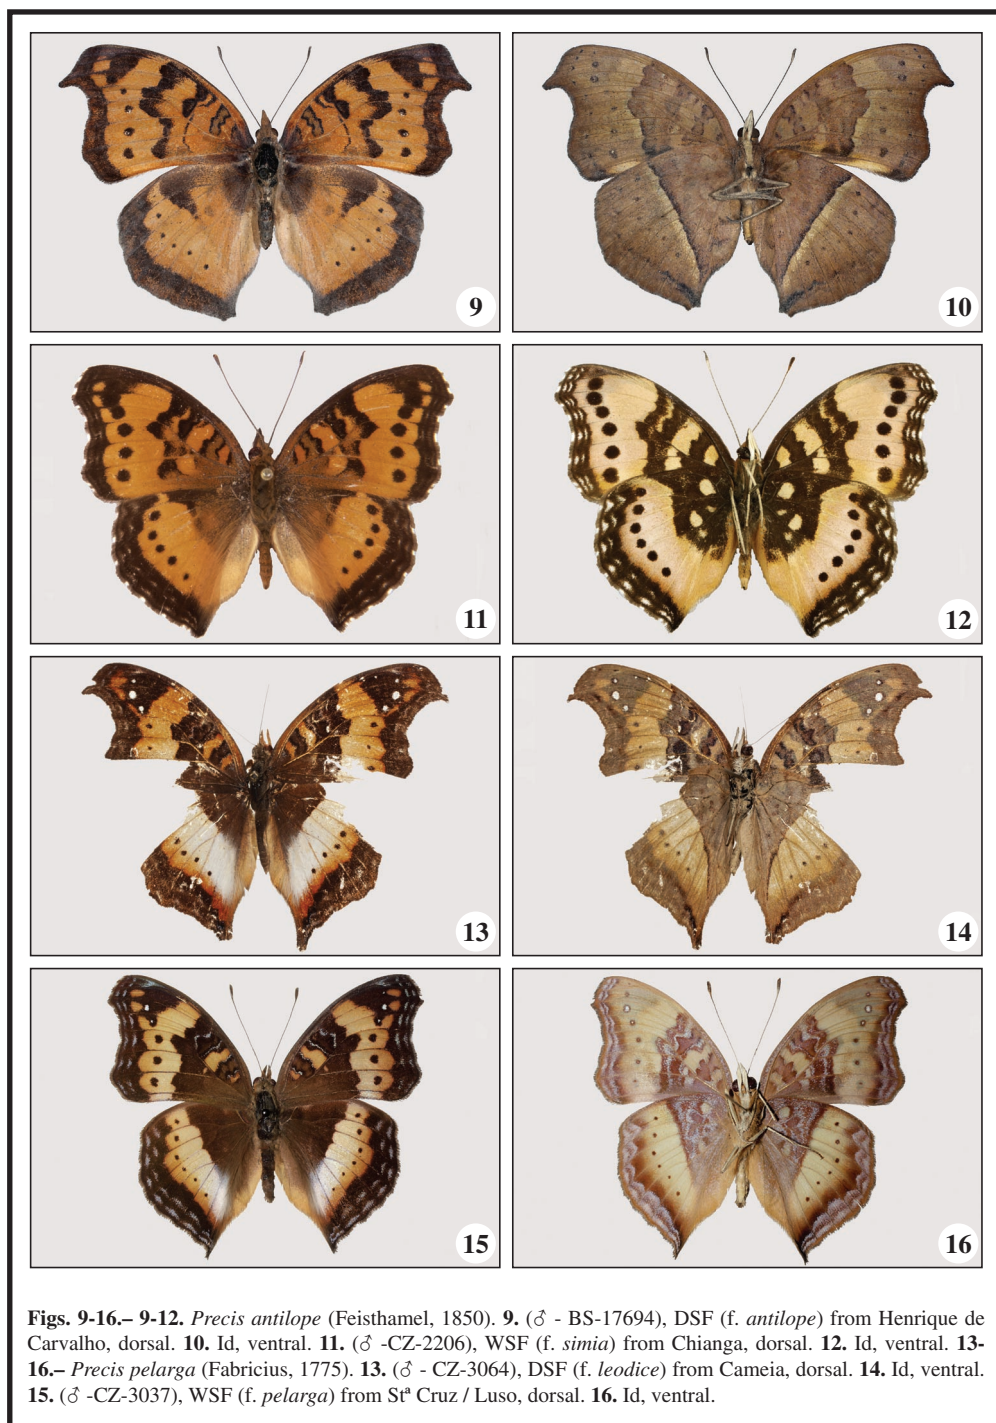 9
10
11
12
13
14
15
16
Figs. 9-16.– 9-12. Precis antilope (Feisthamel, 1850). 9. (♂ - BS-17694), DSF (f. antilope) from Henrique de
Carvalho, dorsal. 10. Id, ventral. 11. (♂ -CZ-2206), WSF (f. simia) from Chianga, dorsal. 12. Id, ventral. 13-
16.– Precis pelarga (Fabricius, 1775). 13. (♂ - CZ-3064), DSF (f. leodice) from Cameia, dorsal. 14. Id, ventral.
15. (♂ -CZ-3037), WSF (f. pelarga) from Stª Cruz / Luso, dorsal. 16. Id, ventral.